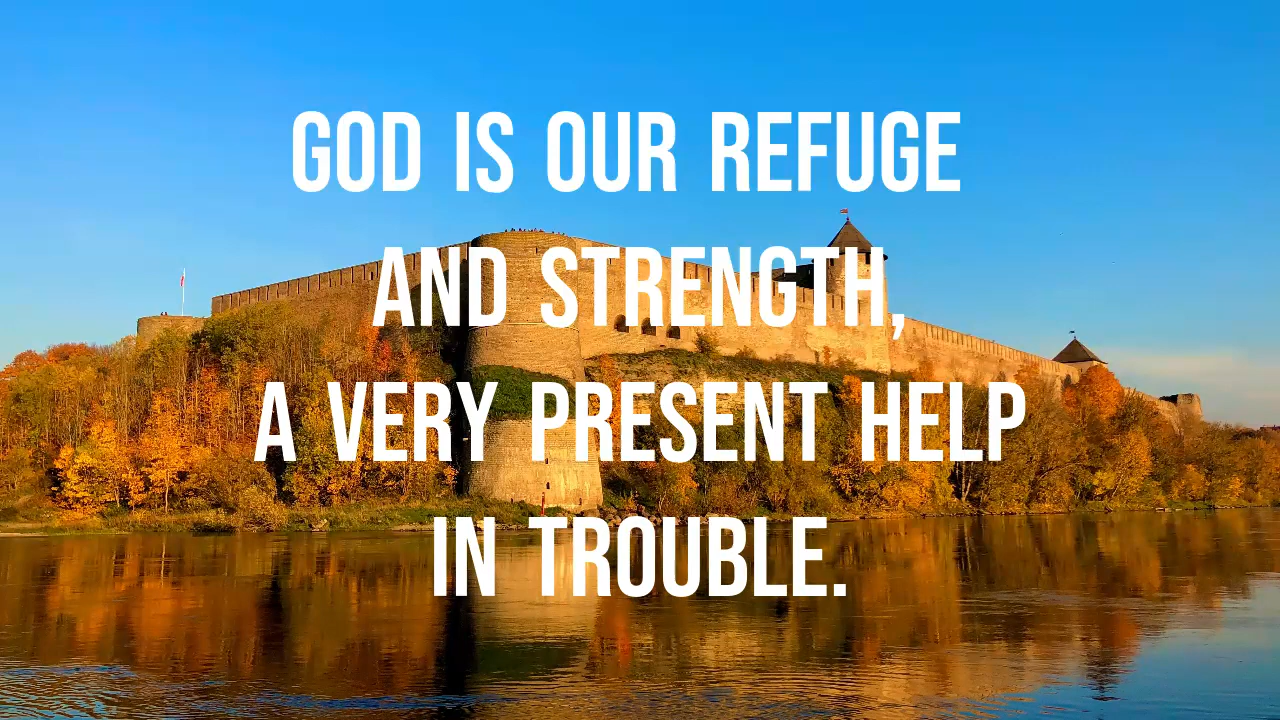 GOD IS OUR REFUGE
AND STRENGTH,
A VERY PRESENT HELP
IN TROUBLE.